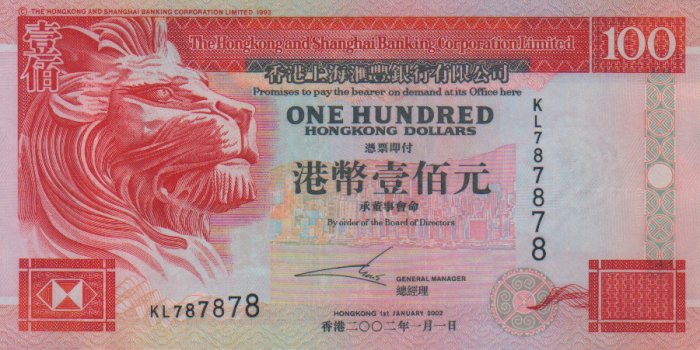 © THE HONGKONG AND SHANGHAI BANKING CORPORATION LIMITED 1993
壹佰
The Hongkong and Shanghai Banking Corporation Limited
100
香港上海滙豐銀行有限公司
Promises to pay the bearer on demand at its Office here
ONE HUNDRED
HONGKONG DOLLARS
KL787878
憑票即付
港幣壹佰元
承董事會命
By order of the Board of Directors
GENERAL MANAGER
總經理
KL787878
HONGKONG 1st JANUARY 2002
香港二〇〇二年一月一日